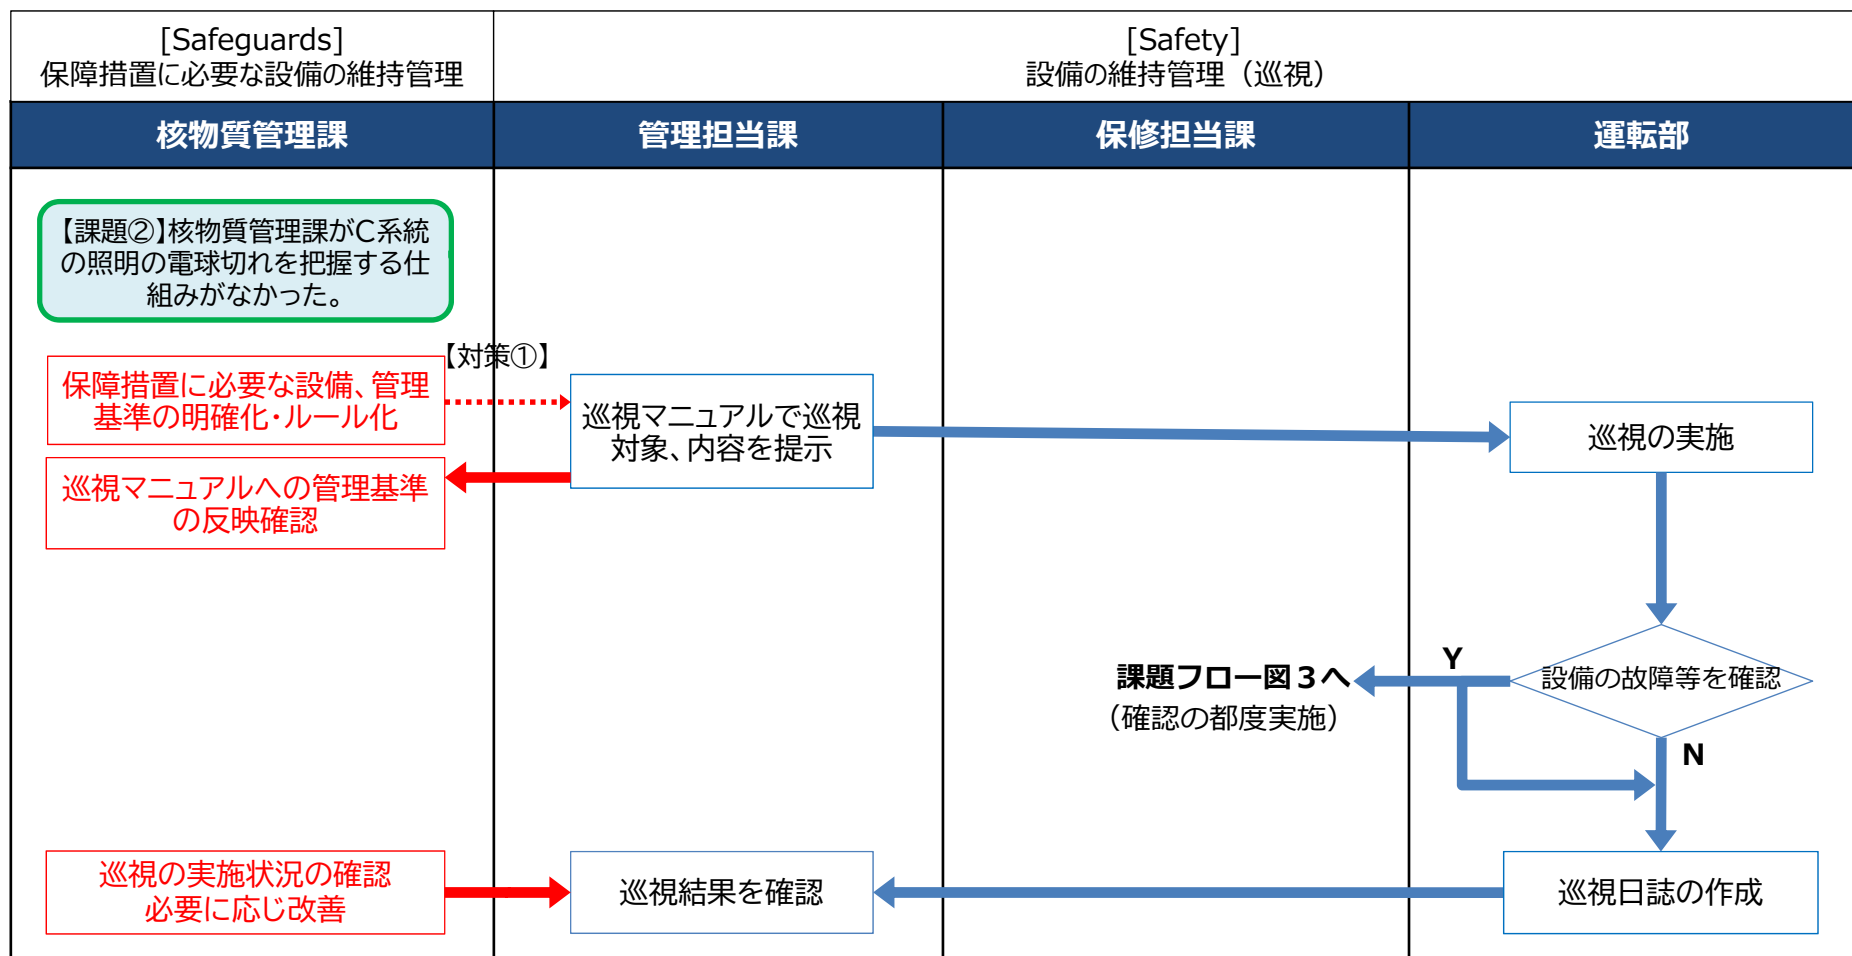 [Safeguards]
保障措置に必要な設備の維持管理
[Safety]
設備の維持管理（巡視）
核物質管理課
管理担当課
保修担当課
運転部
【課題②】核物質管理課がC系統
の照明の電球切れを把握する仕
組みがなかった。
【対策①】
保障措置に必要な設備、管理
基準の明確化・ルール化
巡視マニュアルで巡視
対象、内容を提示
巡視の実施
巡視マニュアルへの管理基準
の反映確認
設備の故障等を確認
Y
課題フロー図３へ
（確認の都度実施）
N
巡視の実施状況の確認
必要に応じ改善
巡視結果を確認
巡視日誌の作成